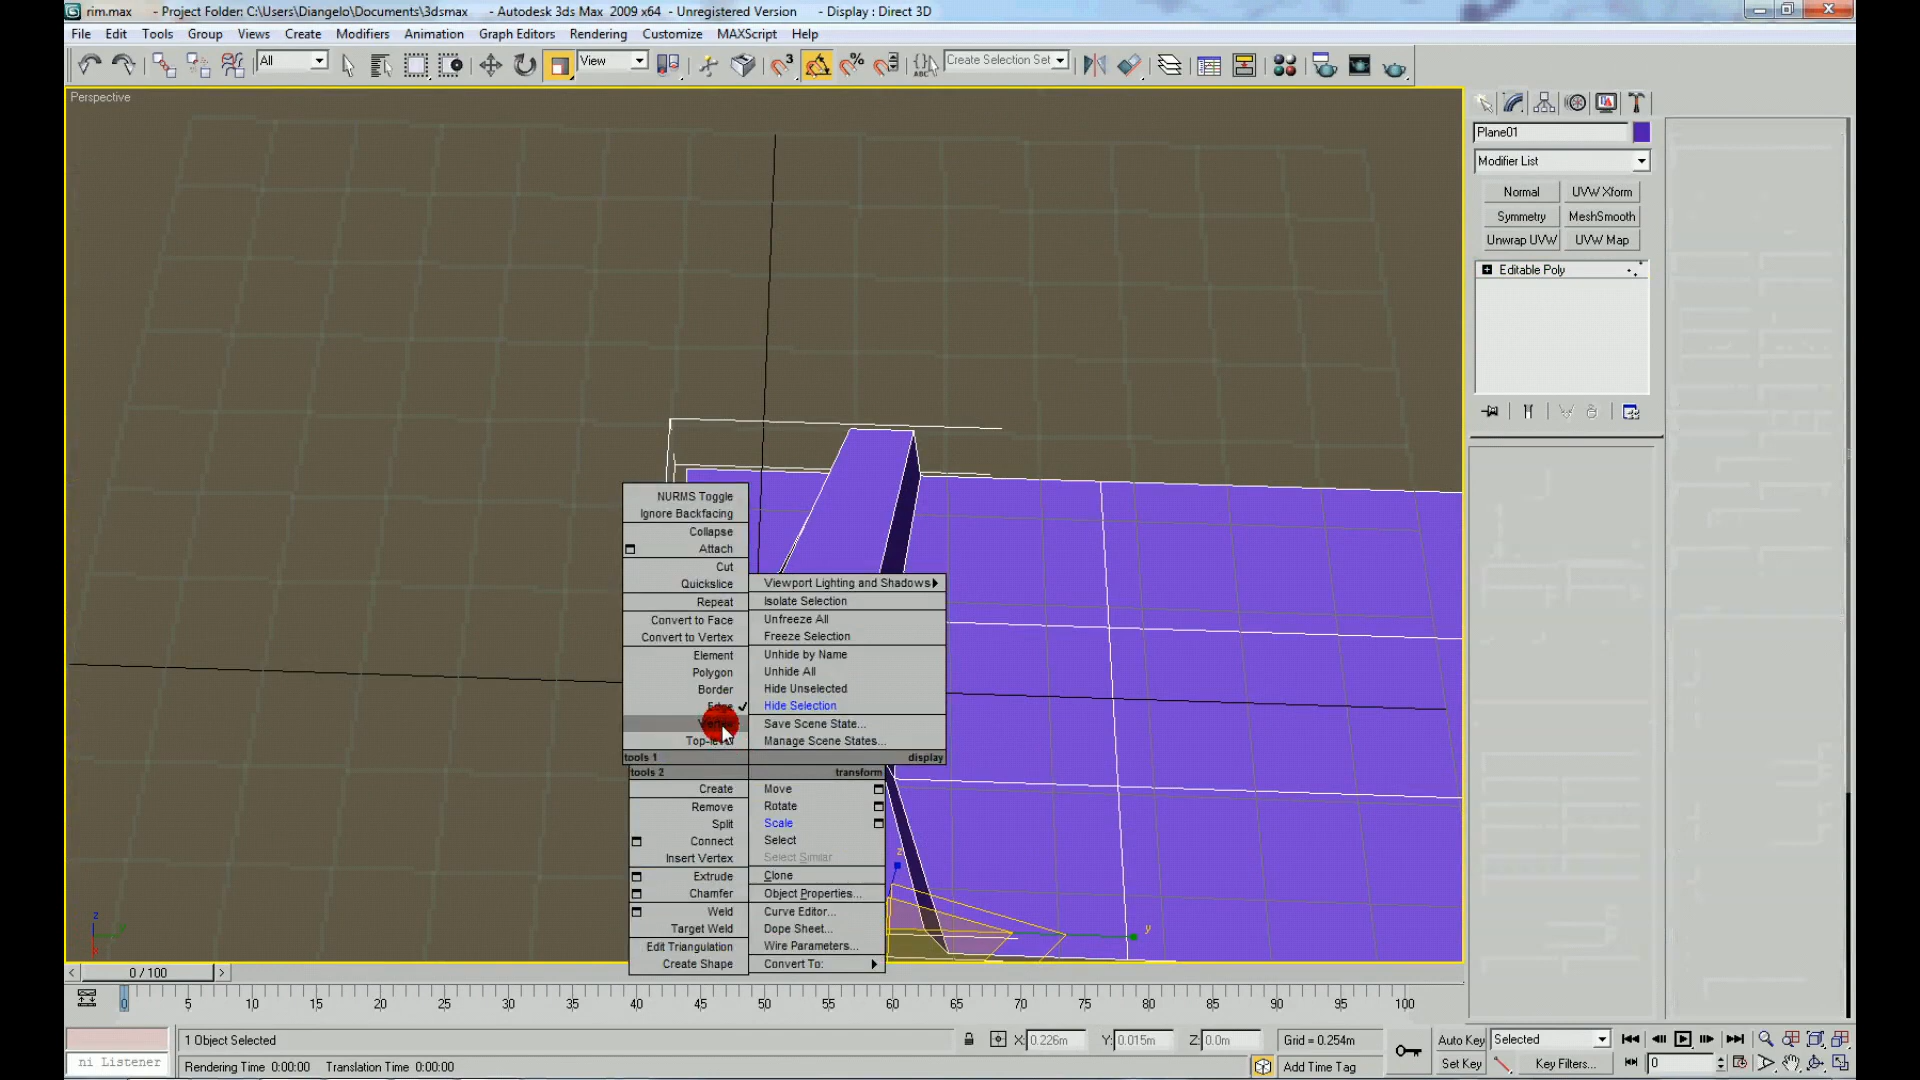 rim.max - Project Folder: C:\Users\Diangelo\Documents\3dsmax - Autodesk 3ds Max 2009 x64 - Unregistered Version - Display : Direct 3D
File Edit Tools Group Views Create Modifiers Animation Graph Editors Rendering Customize MAXScript Help
All View 3 % ABC Create Selection Set
Perspective
Plane01
Modifier List
Normal UVW Xform
Symmetry MeshSmooth
Unwrap UVW UVW Map
Editable Poly
NURMS Toggle
Ignore Backfacing
Collapse
Attach
Cut
Quickslice
Repeat
Convert to Face
Convert to Vertex
Element
Polygon
Border
Edge
Vertex
Top-level
tools 1
Viewport Lighting and Shadows
Isolate Selection
Unfreeze All
Freeze Selection
Unhide by Name
Unhide All
Hide Unselected
Hide Selection
Save Scene State...
Manage Scene States...
display
tools 2
Create
Remove
Split
Connect
Insert Vertex
Extrude
Chamfer
Weld
Target Weld
Edit Triangulation
Create Shape
transform
Move
Rotate
Scale
Select
Select Similar
Clone
Object Properties...
Curve Editor...
Dope Sheet...
Wire Parameters...
Convert To:
z
y
z
< 0 / 100 >
0 5 10 15 20 25 30 35 40 45 50 55 60 65 70 75 80 85 90 95 100
1 Object Selected X: 0.226m Y: 0.015m Z: 0.0m Grid = 0.254m Auto Key Selected
ni Listener Rendering Time 0:00:00 Translation Time 0:00:00 Add Time Tag Set Key Key Filters... 0